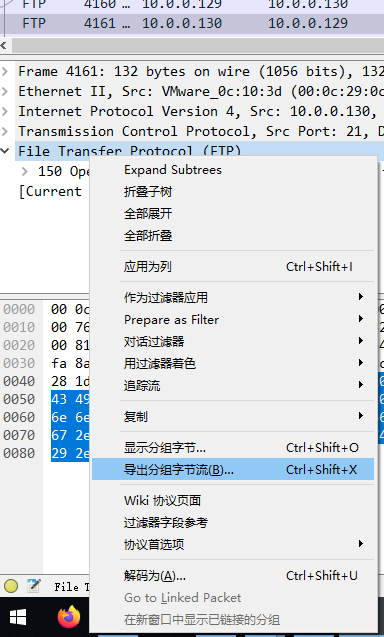 FTP 4160 … 10.0.0.129 10.0.0.130
FTP 4161 … 10.0.0.130 10.0.0.129
Frame 4161: 132 bytes on wire (1056 bits), 132
Ethernet II, Src: VMware_0c:10:3d (00:0c:29:0c
Internet Protocol Version 4, Src: 10.0.0.130,
Transmission Control Protocol, Src Port: 21, D
File Transfer Protocol (FTP)
150 Ope
[Current
Expand Subtrees
折叠子树
全部展开
全部折叠
应用为列 Ctrl+Shift+I
作为过滤器应用
Prepare as Filter
对话过滤器
用过滤器着色
追踪流
复制
显示分组字节... Ctrl+Shift+O
导出分组字节流(B)... Ctrl+Shift+X
Wiki 协议页面
过滤器字段参考
协议首选项
解码为(A)... Ctrl+Shift+U
Go to Linked Packet
在新窗口中显示已链接的分组
0000 00 0c
0010 00 76
0020 00 81
0030 fa 8a
0040 28 1d
0050 43 49
0060 6e 6e
0070 67 2e
0080 29 2e
File T